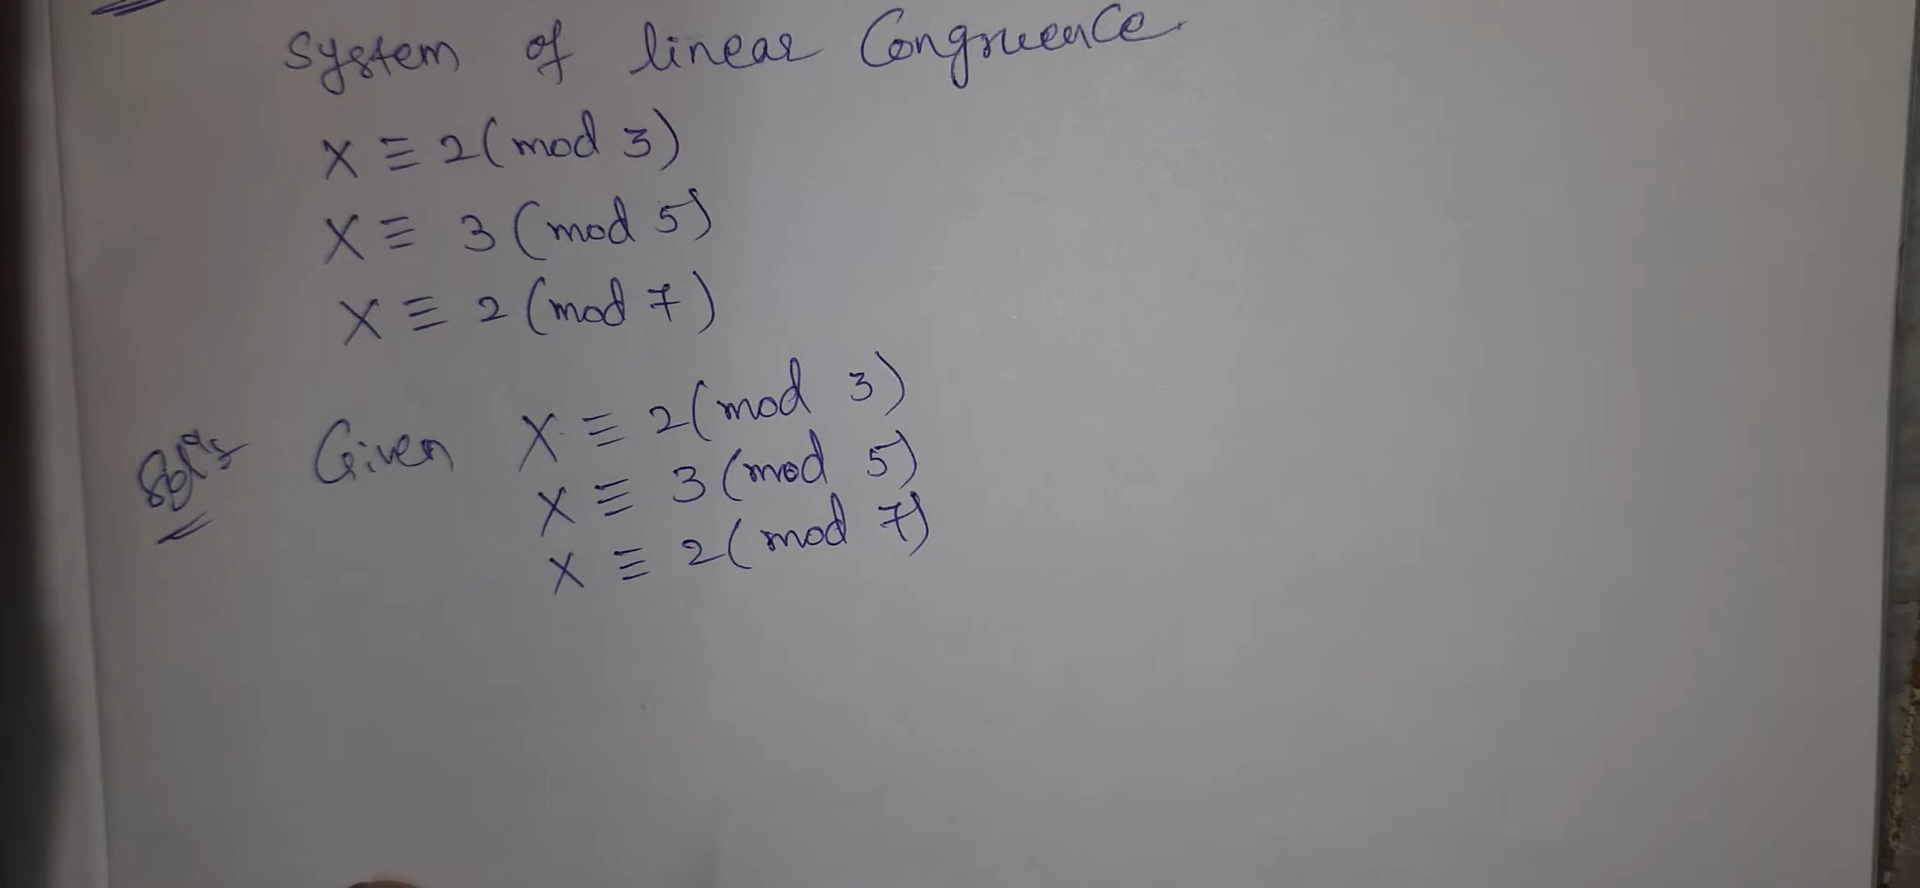 System of linear Congruence.
X ≡ 2 (mod 3)
X ≡ 3 (mod 5)
X ≡ 2 (mod 7)
Given X ≡ 2 (mod 3)
X ≡ 3 (mod 5)
X ≡ 2 (mod 7)